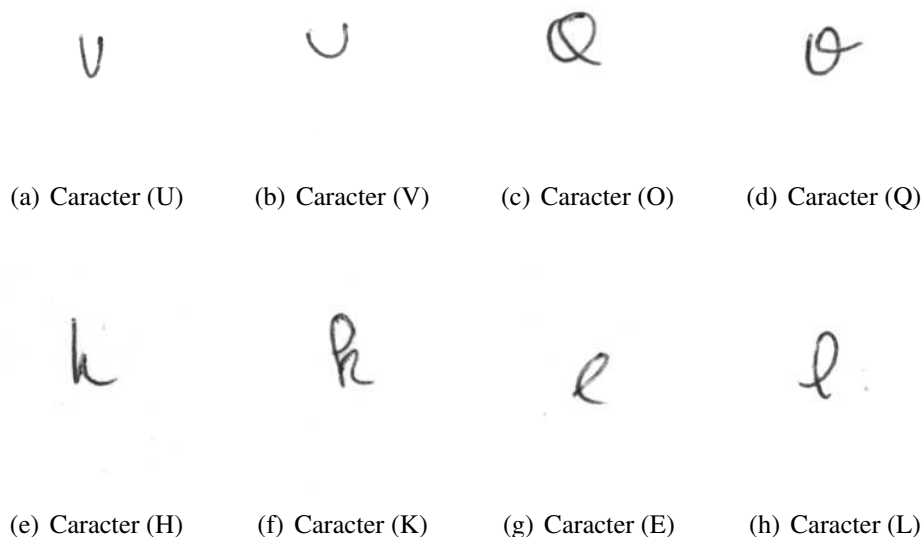 U U Q O
(a) Caracter (U) (b) Caracter (V) (c) Caracter (O) (d) Caracter (Q)
h k e l
(e) Caracter (H) (f) Caracter (K) (g) Caracter (E) (h) Caracter (L)